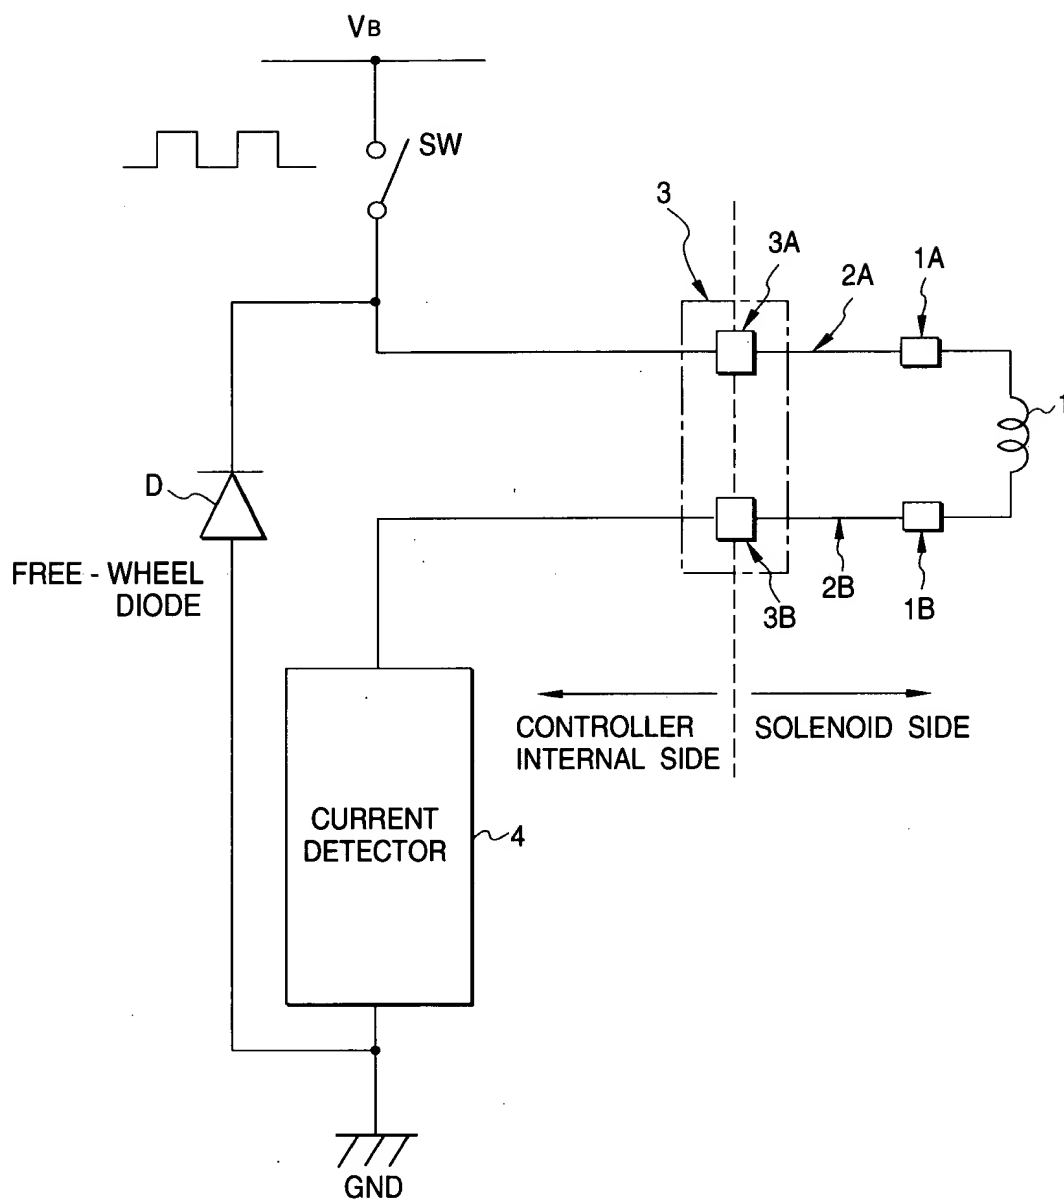 VB
SW
3
3A
2A
1A
1
D
FREE - WHEEL
DIODE
3B
2B
1B
CONTROLLER
INTERNAL SIDE
SOLENOID SIDE
CURRENT
DETECTOR
4
GND